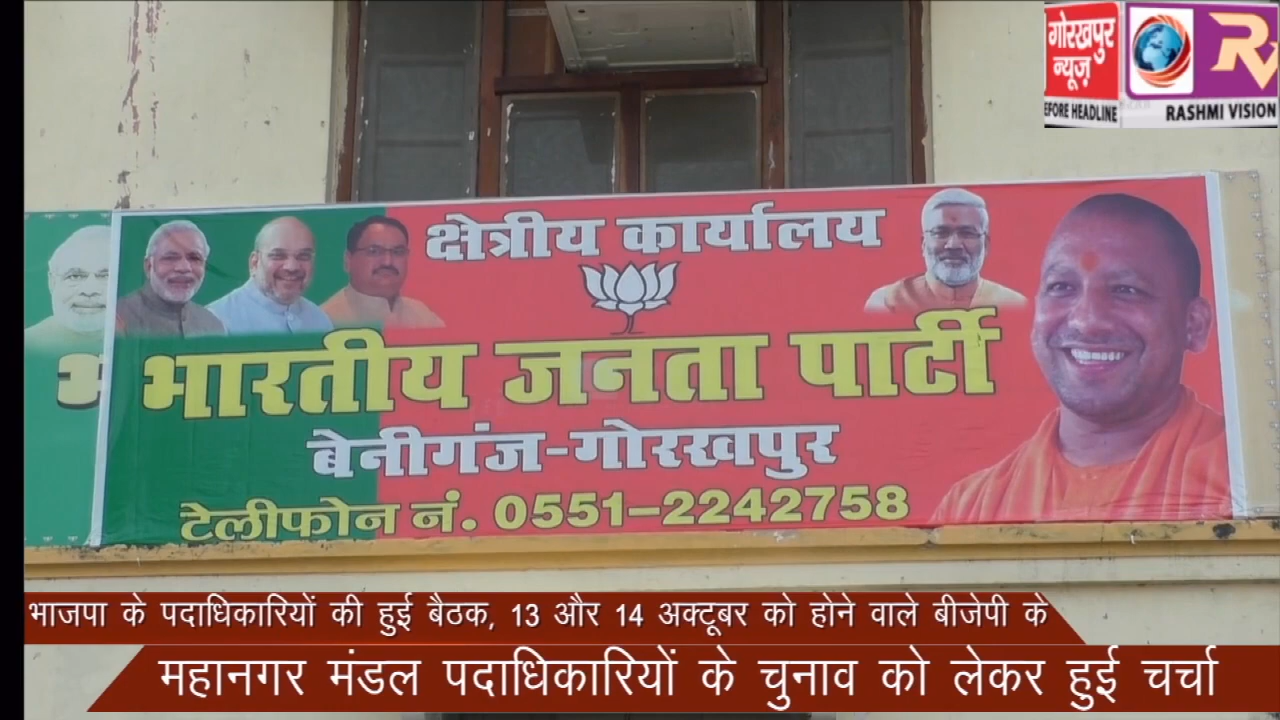 गोरखपुर
न्यूज़
EFORE HEADLINE
RV
RASHMI VISION
क्षेत्रीय कार्यालय
भारतीय जनता पार्टी
बेनीगंज-गोरखपुर
टेलीफोन नं. 0551-2242758
भाजपा के पदाधिकारियों की हुई बैठक, 13 और 14 अक्टूबर को होने वाले बीजेपी के
महानगर मंडल पदाधिकारियों के चुनाव को लेकर हुई चर्चा